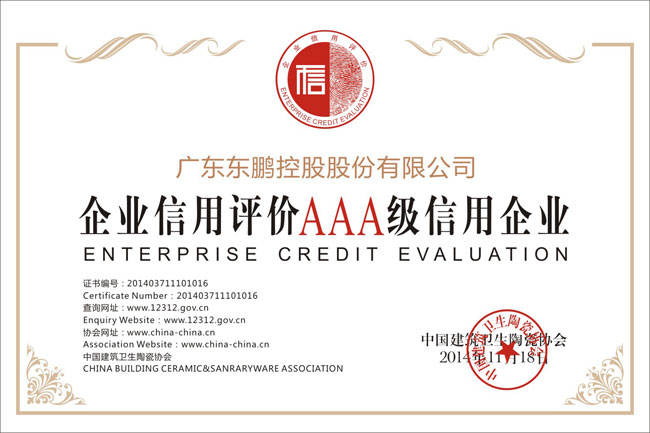 企业信用评价
信
ENTERPRISE CREDIT EVALUATION
广东东鹏控股股份有限公司
企业信用评价AAA级信用企业
ENTERPRISE CREDIT EVALUATION
证书编号：201403711101016
Certificate Number：201403711101016
查询网址：www.12312.gov.cn
Enquiry Website：www.12312.gov.cn
协会网址：www.china-china.cn
Association Website：www.china-china.cn
中国建筑卫生陶瓷协会
CHINA BUILDING CERAMIC&SANRARYWARE ASSOCIATION
中国建筑卫生陶瓷协会
2014年11月18日
中国建筑卫生陶瓷协会